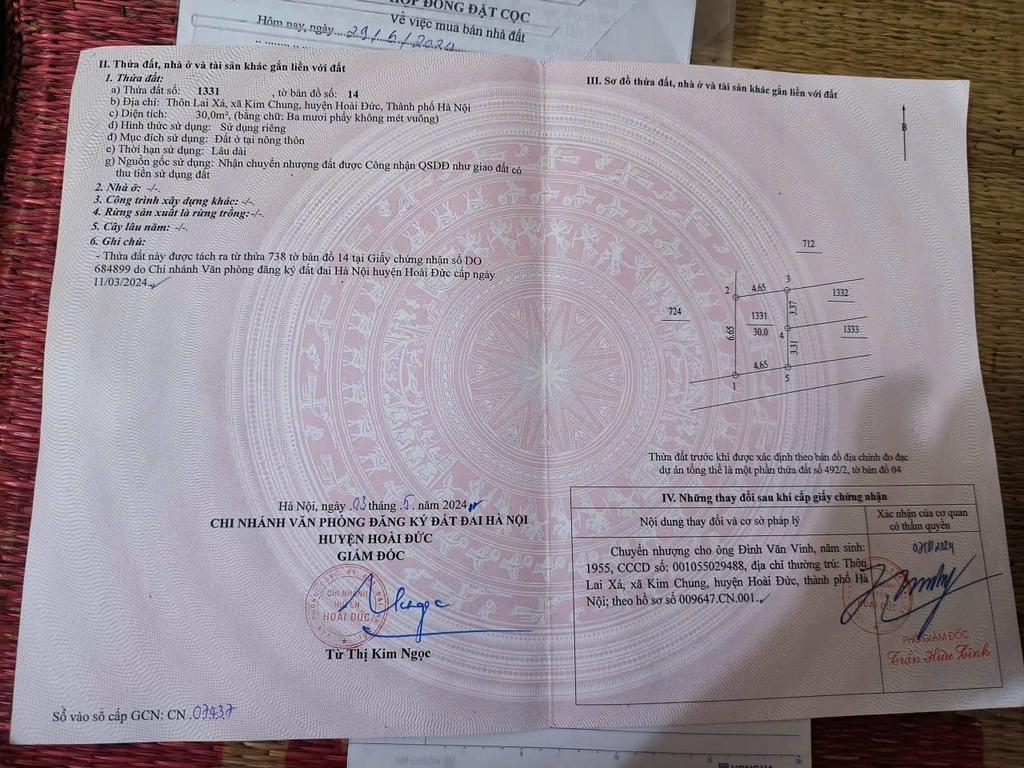 HỢP ĐỒNG ĐẶT CỌC
Về việc mua bán nhà đất
Hôm nay, ngày....29/6/2024
II. Thửa đất, nhà ở và tài sản khác gắn liền với đất
1. Thửa đất:
a) Thửa đất số: 1331 , tờ bản đồ số: 14
b) Địa chỉ: Thôn Lai Xá, xã Kim Chung, huyện Hoài Đức, Thành phố Hà Nội
c) Diện tích: 30,0m², (bằng chữ: Ba mươi phẩy không mét vuông)
d) Hình thức sử dụng: Sử dụng riêng
đ) Mục đích sử dụng: Đất ở tại nông thôn
e) Thời hạn sử dụng: Lâu dài
g) Nguồn gốc sử dụng: Nhận chuyển nhượng đất được Công nhận QSDĐ như giao đất có
thu tiền sử dụng đất
2. Nhà ở: -/-.
3. Công trình xây dựng khác: -/-.
4. Rừng sản xuất là rừng trồng: -/-.
5. Cây lâu năm: -/-.
6. Ghi chú:
- Thửa đất này được tách ra từ thửa 738 tờ bản đồ 14 tại Giấy chứng nhận số DO
684899 do Chi nhánh Văn phòng đăng ký đất đai Hà Nội huyện Hoài Đức cấp ngày
11/03/2024
Hà Nội, ngày .03 tháng .5. năm 2024
CHI NHÁNH VĂN PHÒNG ĐĂNG KÝ ĐẤT ĐAI HÀ NỘI
HUYỆN HOÀI ĐỨC
GIÁM ĐỐC
CHI NHÁNH
HUYỆN
HOÀI ĐỨC
Từ Thị Kim Ngọc
Số vào sổ cấp GCN: CN .07437
III. Sơ đồ thửa đất, nhà ở và tài sản khác gắn liền với đất
B
712
3
2
4,65
1332
724
1331
3,37
6,65
30.0
4
1333
3,31
4,65
1
5
Thửa đất trước khi được xác định theo bản đồ địa chính đo đạc
dự án tổng thể là một phần thửa đất số 492/2, tờ bản đồ 04
IV. Những thay đổi sau khi cấp giấy chứng nhận
Nội dung thay đổi và cơ sở pháp lý
Xác nhận của cơ quan
có thẩm quyền
Chuyển nhượng cho ông Đinh Văn Vinh, năm sinh:
1955, CCCD số: 001055029488, địa chỉ thường trú: Thôn
Lai Xá, xã Kim Chung, huyện Hoài Đức, thành phố Hà
Nội; theo hồ sơ số 009647.CN.001.
HOÀI ĐỨC
PHÓ GIÁM ĐỐC
Trần Hữu Tình
HONG HA